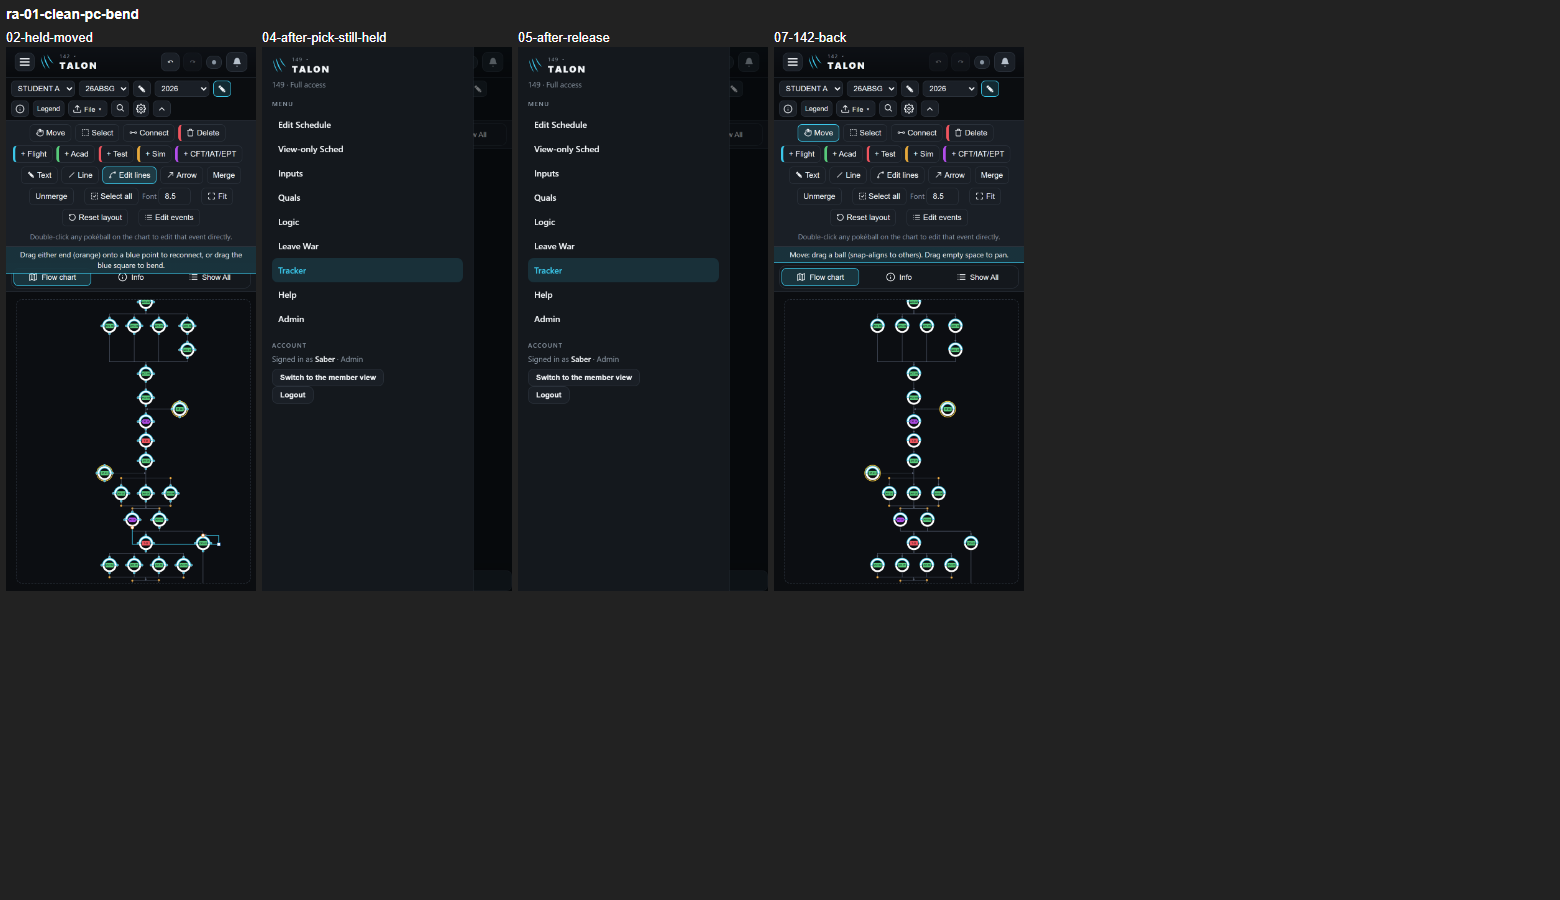 ra-01-clean-pc-bend
02-held-moved
147 -
TALON
STUDENT A 26ABSG 2026
Legend File
Move Select Connect Delete
+ Flight + Acad + Test + Sim + CFT/IAT/EPT
Text Line Edit lines Arrow Merge
Unmerge Select all Font 8.5 Fit
Reset layout Edit events
Double-click any pokéball on the chart to edit that event directly.
Drag either end (orange) onto a blue point to reconnect, or drag the
blue square to bend.
Flow chart Info Show All
04-after-pick-still-held
149 -
TALON
149 · Full access
MENU
Edit Schedule
View-only Sched
Inputs
Quals
Logic
Leave War
Tracker
Help
Admin
ACCOUNT
Signed in as Saber · Admin
Switch to the member view
Logout
w All
05-after-release
149 -
TALON
149 · Full access
MENU
Edit Schedule
View-only Sched
Inputs
Quals
Logic
Leave War
Tracker
Help
Admin
ACCOUNT
Signed in as Saber · Admin
Switch to the member view
Logout
w All
07-142-back
TALON
STUDENT A 26ABSG 2026
Legend File
Move Select Connect Delete
+ Flight + Acad + Test + Sim + CFT/IAT/EPT
Text Line Edit lines Arrow Merge
Unmerge Select all Font 8.5 Fit
Reset layout Edit events
Double-click any pokéball on the chart to edit that event directly.
Move: drag a ball (snap-aligns to others). Drag empty space to pan.
Flow chart Info Show All